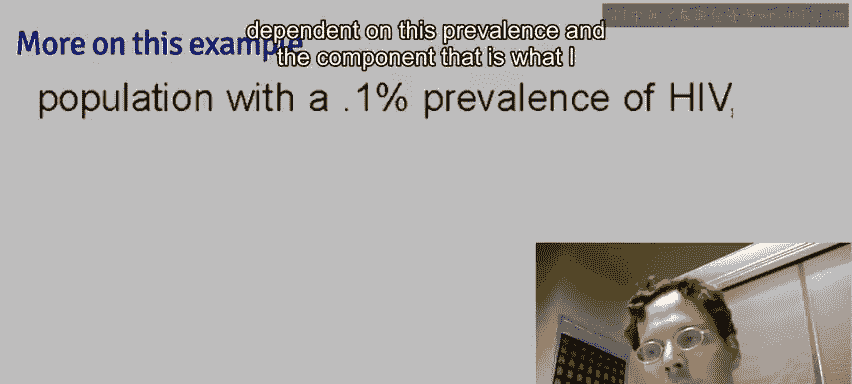 More on this example
dependent on this prevalence and
the component that is what I
population with a .1% prevalence of HIV,